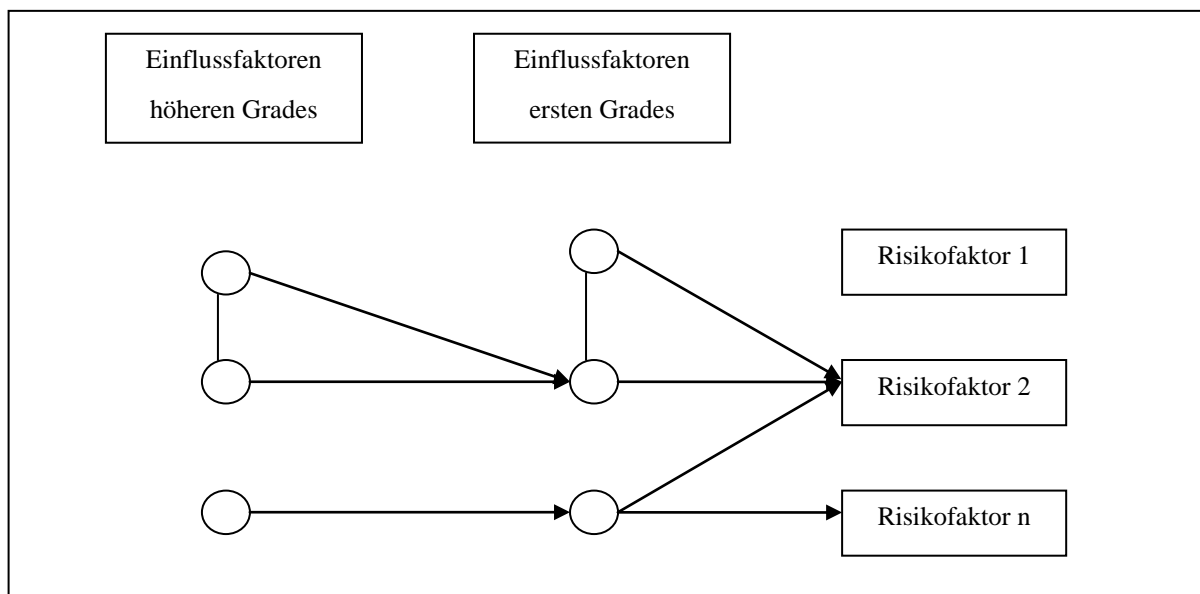 Einflussfaktoren
höheren Grades
Einflussfaktoren
ersten Grades
Risikofaktor 1
Risikofaktor 2
Risikofaktor n